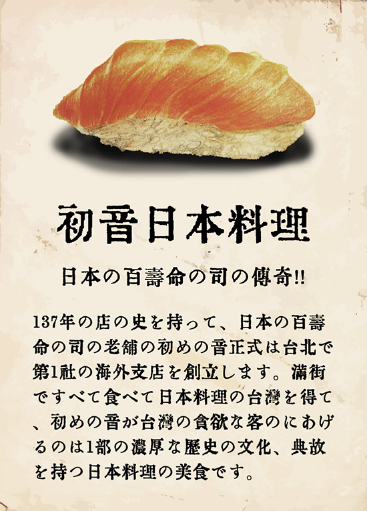 初音日本料理
日本の百壽命の司の傳奇!!
137年の店の史を持って、日本の百壽
命の司の老舗の初めの音正式は台北で
第1社の海外支店を創立します。滿街
ですべて食べて日本料理の台灣を得て
、初めの音が台灣の貪欲な客のにあげ
るのは1部の濃厚な歷史の文化、典故
を持つ日本料理の美食です。